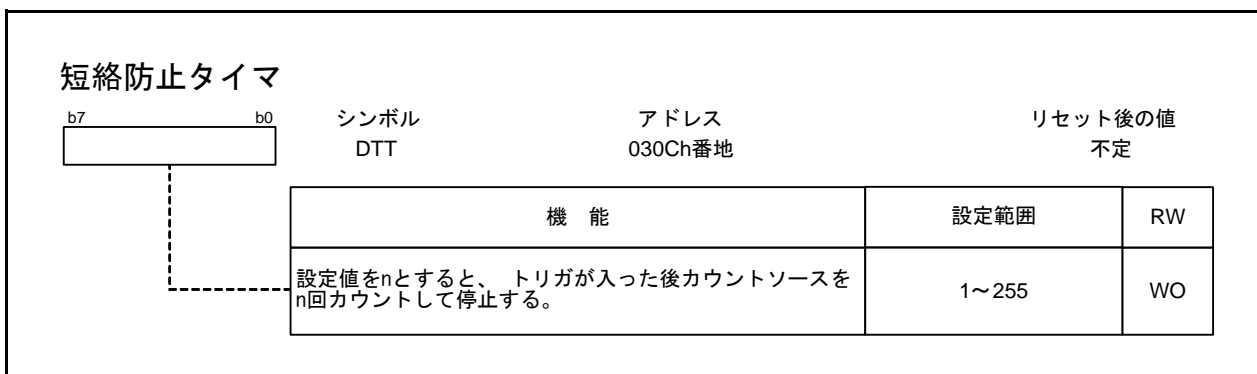 短絡防止タイマ
b7 b0 シンボル アドレス リセット後の値
DTT 030Ch番地 不定
機 能 設定範囲 RW
設定値をnとすると、 トリガが入った後カウントソースを
n回カウントして停止する。
1～255 WO